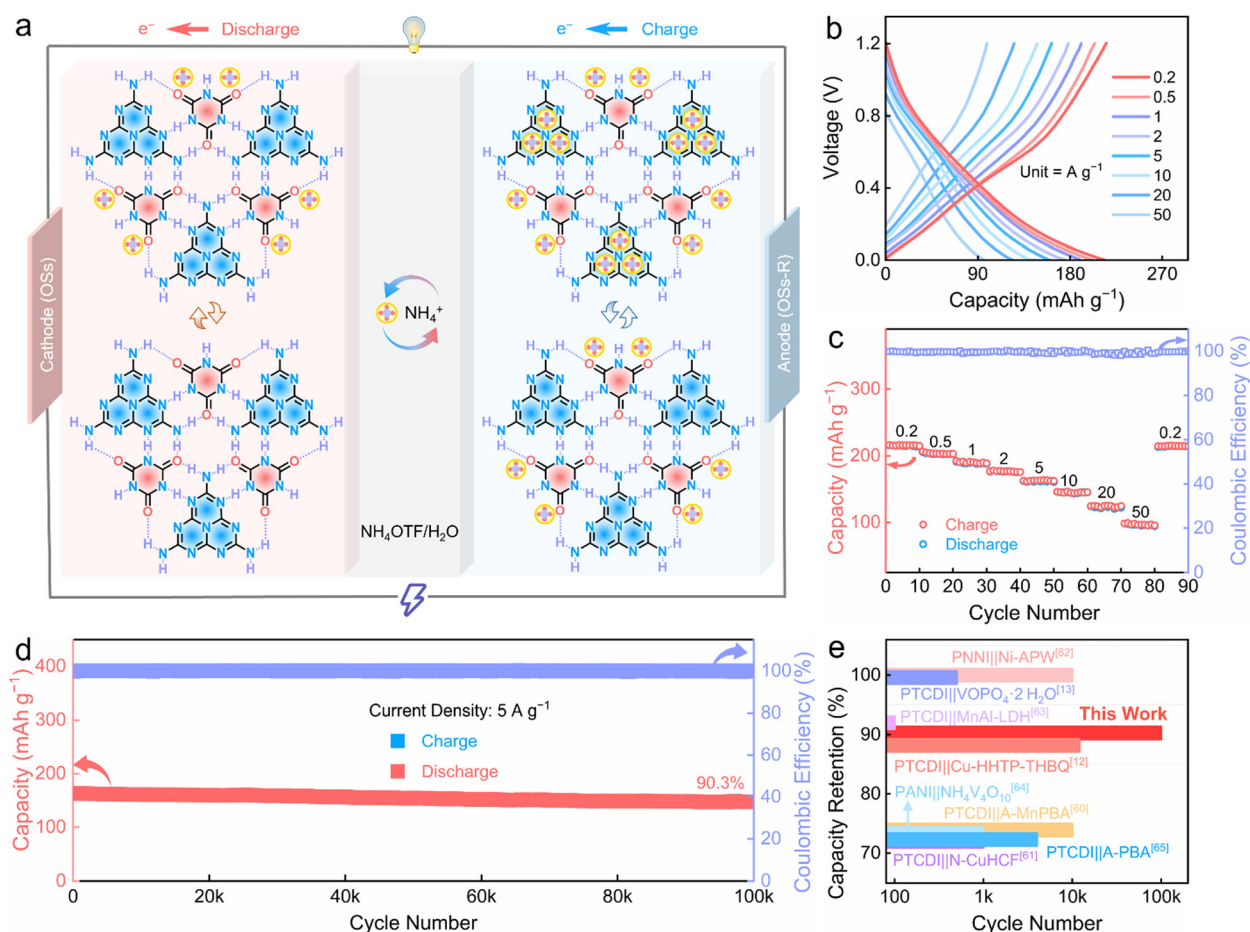 a
e⁻ Discharge
e⁻ Charge
Cathode (OSs)
NH₄⁺
NH₄OTF/H₂O
Anode (OSs-R)
b
Voltage (V)
1.2
0.8
0.4
0.0
0.2
0.5
1
2
5
10
20
50
Unit = A g⁻¹
0 90 180 270
Capacity (mAh g⁻¹)
c
Capacity (mAh g⁻¹)
300
200
100
0.2 0.5 1 2 5 10 20 50 0.2
Charge
Discharge
100
80
60
40
20
0
Coulombic Efficiency (%)
0 10 20 30 40 50 60 70 80 90
Cycle Number
d
Capacity (mAh g⁻¹)
400
300
200
100
0
Current Density: 5 A g⁻¹
Charge
Discharge
90.3%
100
80
60
40
20
0
Coulombic Efficiency (%)
0 20k 40k 60k 80k 100k
Cycle Number
e
Capacity Retention (%)
100
90
80
70
PNNI||Ni-APW[62]
PTCDI||VOPO₄·2 H₂O[13]
PTCDI||MnAl-LDH[63]
This Work
PTCDI||Cu-HHTP-THBQ[12]
PANI||NH₄V₄O₁₀[64]
PTCDI||A-MnPBA[60]
PTCDI||N-CuHCF[61]
PTCDI||A-PBA[65]
100 1k 10k 100k
Cycle Number